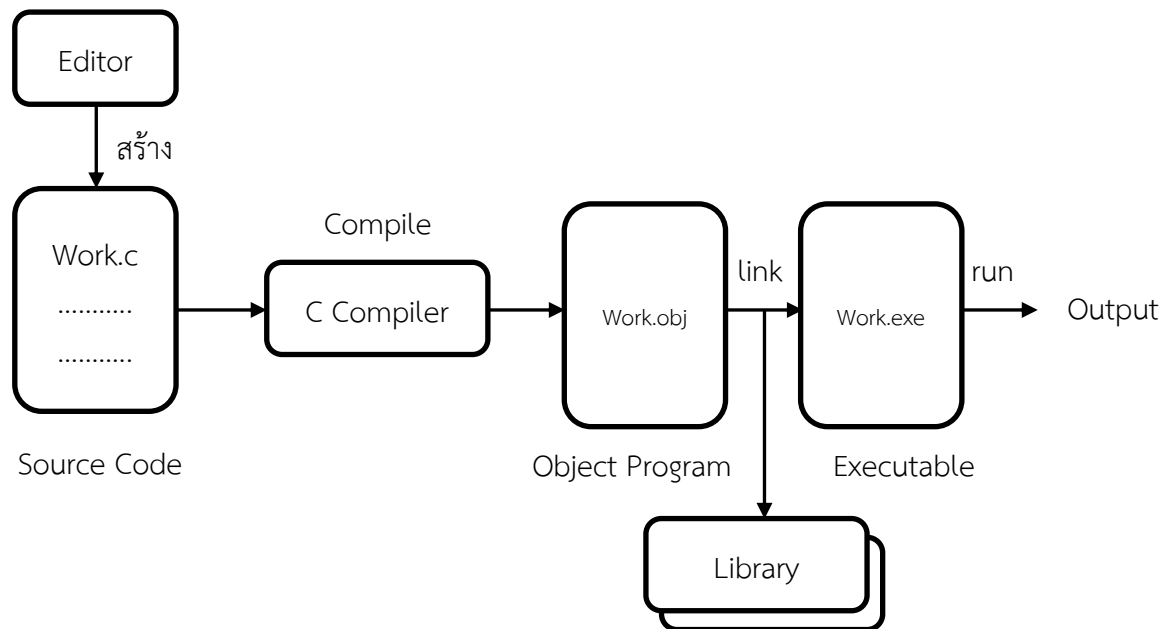 Editor
สร้าง
Work.c
...........
...........
Source Code
Compile
C Compiler
Work.obj
Object Program
link
Work.exe
Executable
run
Output
Library